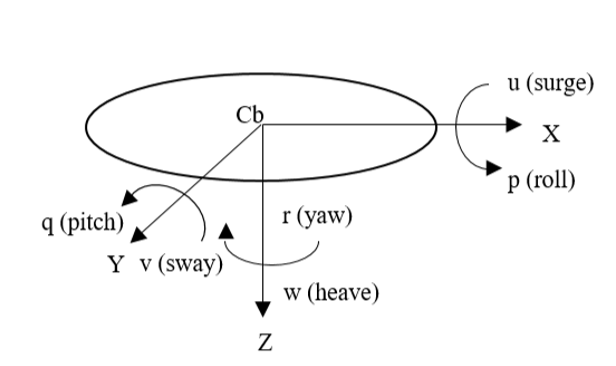 u (surge)
Cb
X
p (roll)
q (pitch)
r (yaw)
Y v (sway)
w (heave)
Z